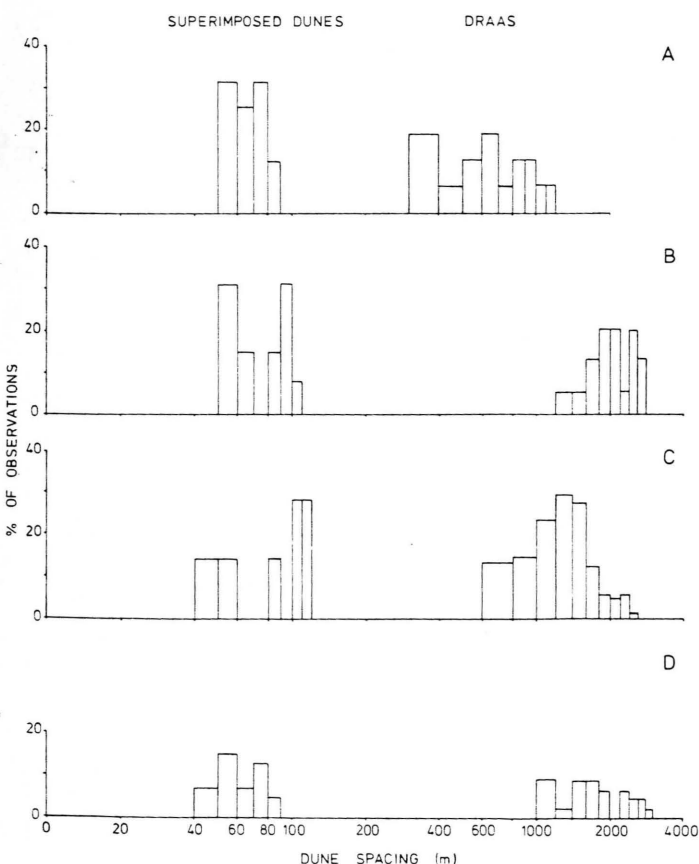 SUPERIMPOSED DUNES DRAAS
A
40
20
0
B
40
20
0
C
40
20
0
D
20
0
% OF OBSERVATIONS
0 20 40 60 80 100 200 400 600 1000 2000 4000
DUNE SPACING (m)